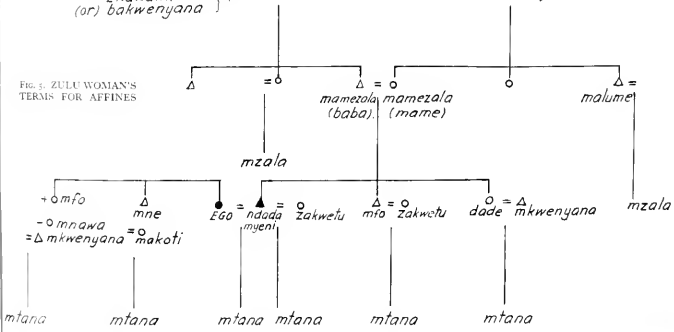 (or) bakwenyana }
FIG. 5. ZULU WOMAN'S
TERMS FOR AFFINES
mamezala mamezala malume
(baba). (mame)
mzala
+ mfo mne EGO = ndada = zakwetu mfo = zakwetu dade = mkwenyana mzala
myeni
- mnawa
= mkwenyana = makoti
mtana mtana mtana mtana mtana mtana